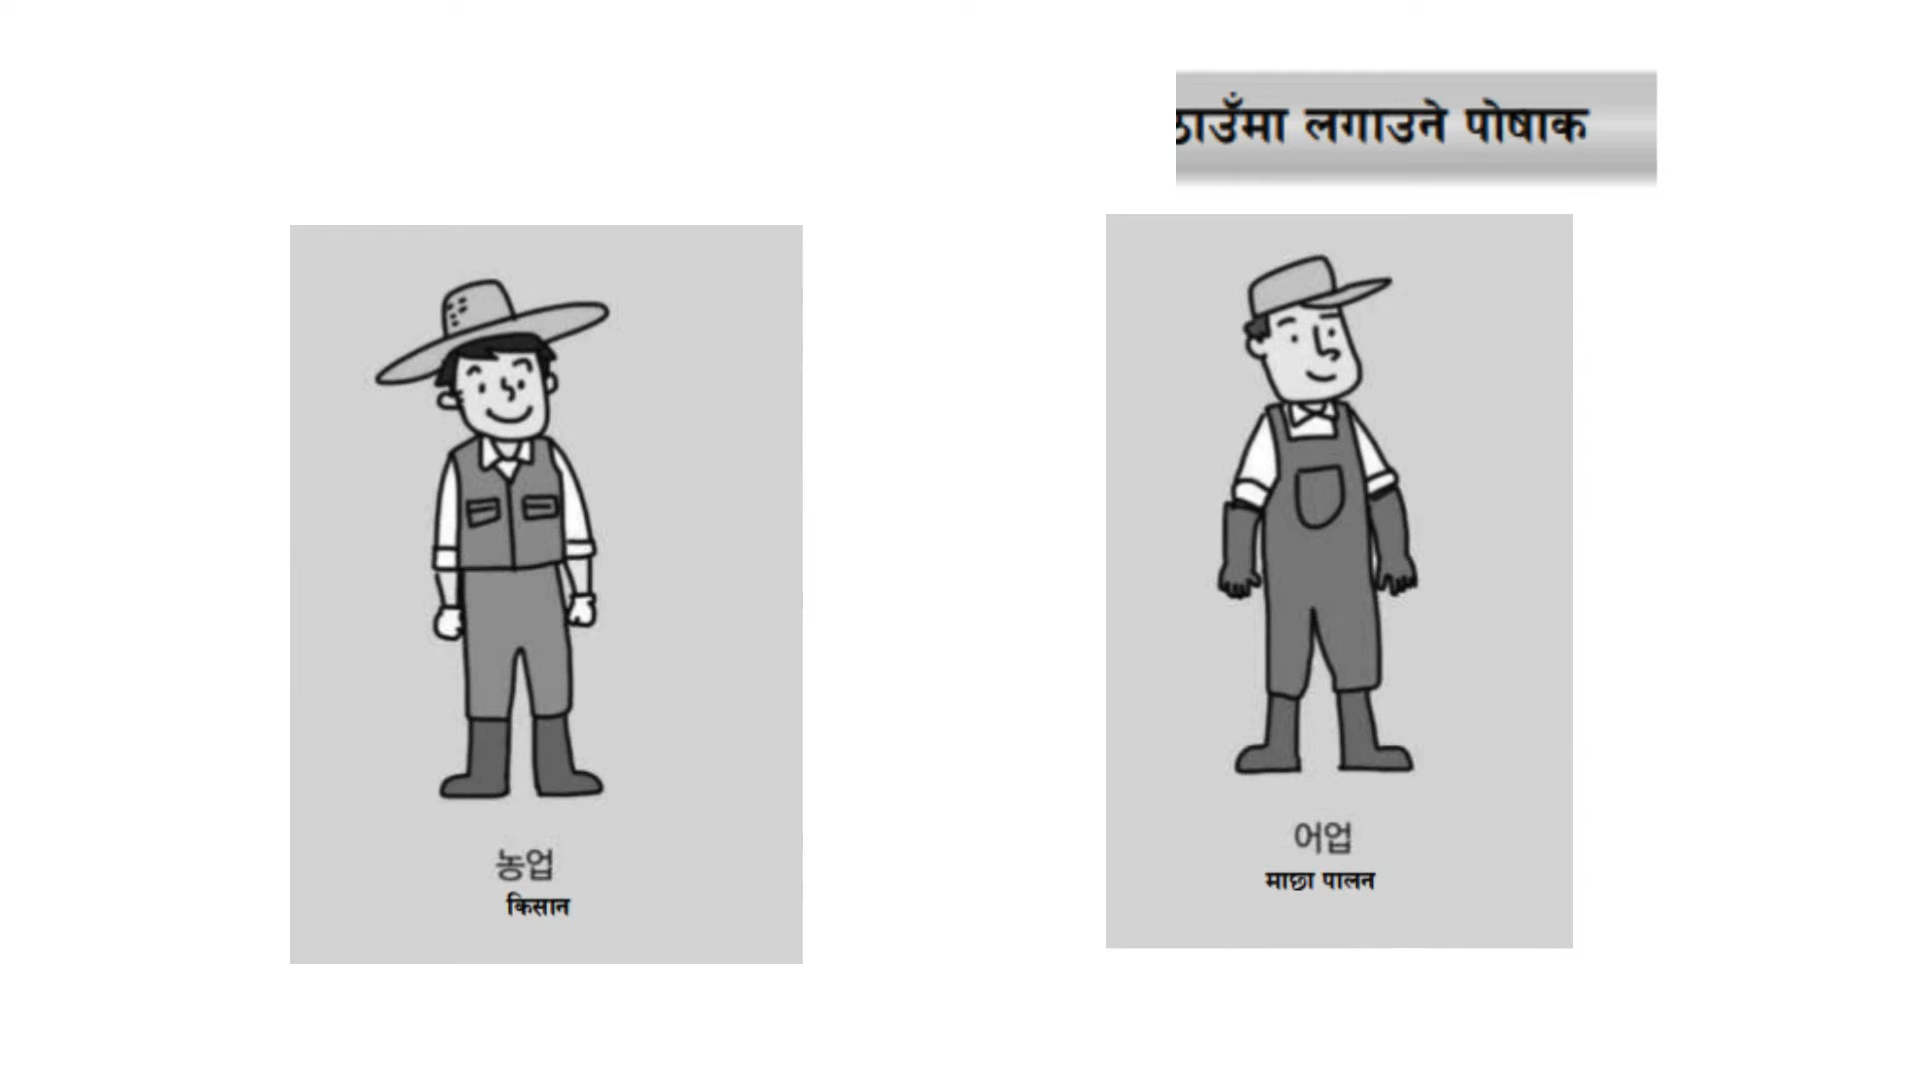 ठाउँमा लगाउने पोषाक
농업
किसान
어업
माछा पालन